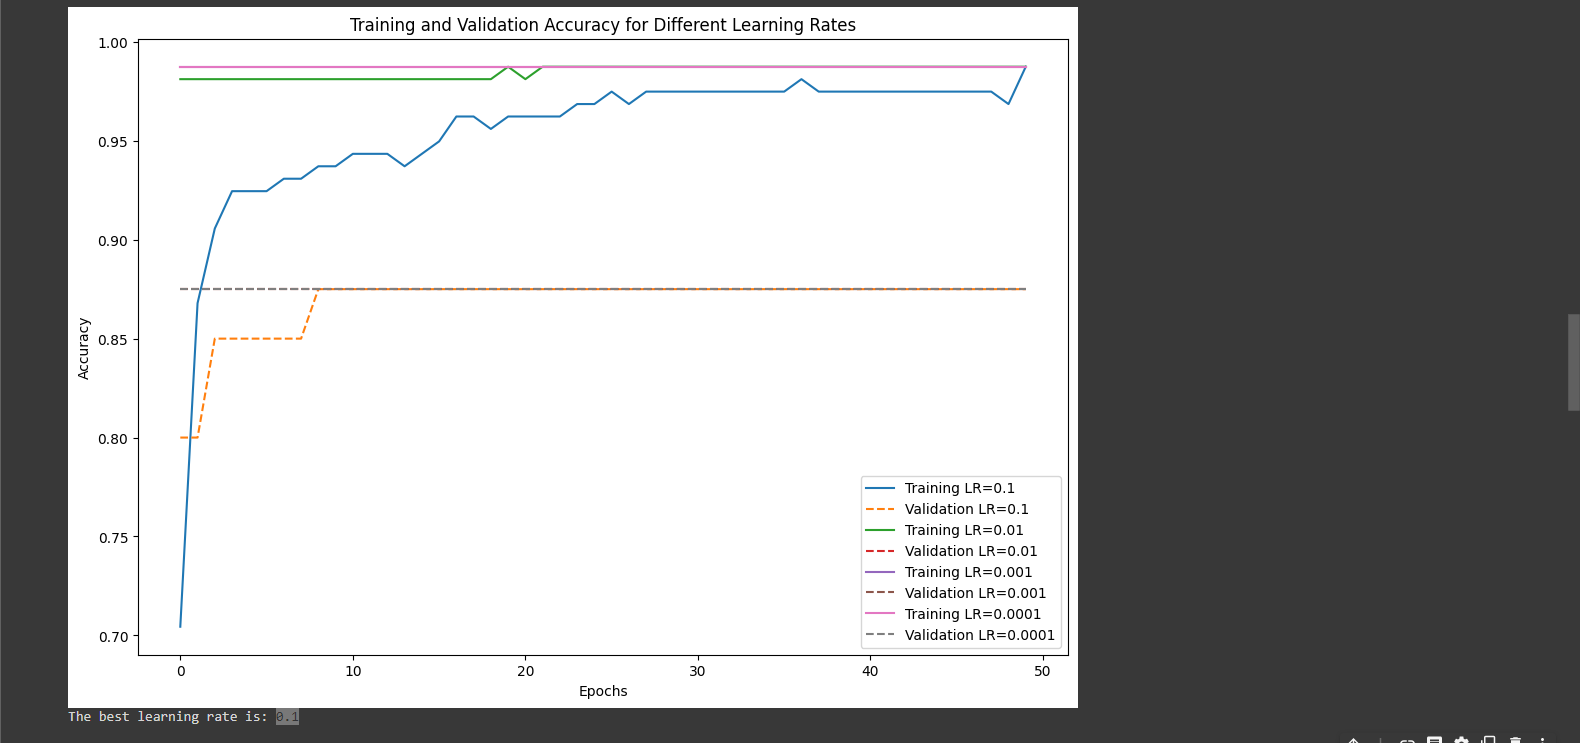 Training and Validation Accuracy for Different Learning Rates
1.00
0.95
0.90
0.85
0.80
0.75
0.70
Accuracy
0 10 20 30 40 50
Epochs
Training LR=0.1
Validation LR=0.1
Training LR=0.01
Validation LR=0.01
Training LR=0.001
Validation LR=0.001
Training LR=0.0001
Validation LR=0.0001
The best learning rate is: 0.1